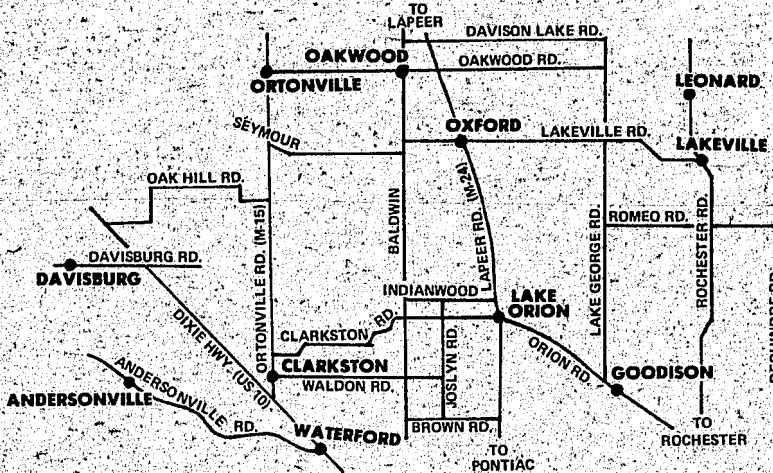 TO
LAPEER
DAVISON LAKE RD.
OAKWOOD
OAKWOOD RD.
ORTONVILLE
LEONARD
SEYMOUR
OXFORD
LAKEVILLE RD.
LAKEVILLE
OAK HILL RD.
ORTONVILLE RD. (M-15)
BALDWIN
LAPEER RD. (M-24)
LAKE GEORGE RD.
ROMEO RD.
ROCHESTER RD.
DAVISBURG RD.
DAVISBURG
INDIANWOOD
LAKE
ORION
DIXIE HWY. (US-10)
CLARKSTON RD.
JOSLYN RD.
ORION RD.
CLARKSTON
WALDON RD.
GOODISON
ANDERSONVILLE
ANDERSONVILLE RD.
WATERFORD
BROWN RD.
TO
PONTIAC
TO
ROCHESTER